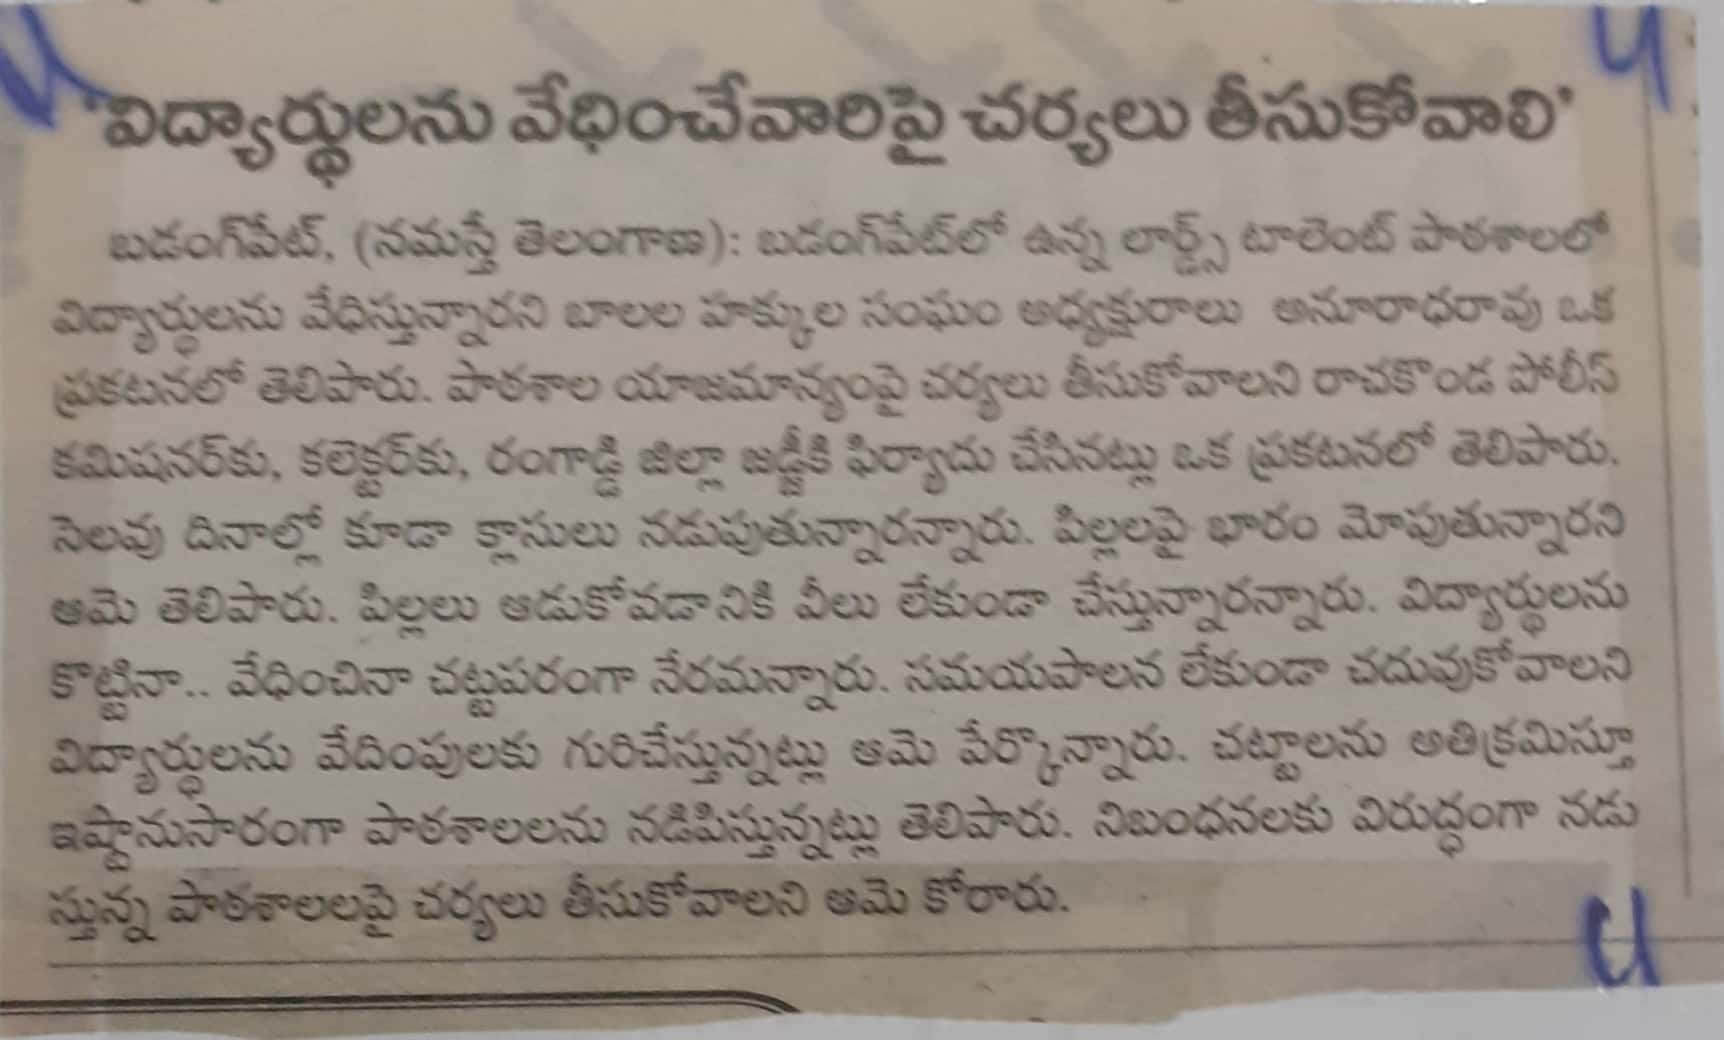 'విద్యార్థులను వేధించేవారిపై చర్యలు తీసుకోవాలి'
బడంగ్‌పేట్, (నమస్తే తెలంగాణ): బడంగ్‌పేట్‌లో ఉన్న లార్డ్స్ టాలెంట్ పాఠశాలలో
విద్యార్థులను వేధిస్తున్నారని బాలల హక్కుల సంఘం అధ్యక్షురాలు అనూరాధరావు ఒక
ప్రకటనలో తెలిపారు. పాఠశాల యాజమాన్యంపై చర్యలు తీసుకోవాలని రాచకొండ పోలీస్
కమిషనర్‌కు, కలెక్టర్‌కు, రంగార్డి జిల్లా జడ్జీకి ఫిర్యాదు చేసినట్లు ఒక ప్రకటనలో తెలిపారు.
సెలవు దినాల్లో కూడా క్లాసులు నడుపుతున్నారన్నారు. పిల్లలపై భారం మోపుతున్నారని
ఆమె తెలిపారు. పిల్లలు ఆడుకోవడానికి వీలు లేకుండా చేస్తున్నారన్నారు. విద్యార్థులను
కొట్టినా.. వేధించినా చట్టపరంగా నేరమన్నారు. సమయపాలన లేకుండా చదువుకోవాలని
విద్యార్థులను వేదింపులకు గురిచేస్తున్నట్లు ఆమె పేర్కొన్నారు. చట్టాలను అతిక్రమిస్తూ
ఇష్టానుసారంగా పాఠశాలలను నడిపిస్తున్నట్లు తెలిపారు. నిబంధనలకు విరుద్ధంగా నడు
స్తున్న పాఠశాలలపై చర్యలు తీసుకోవాలని ఆమె కోరారు.